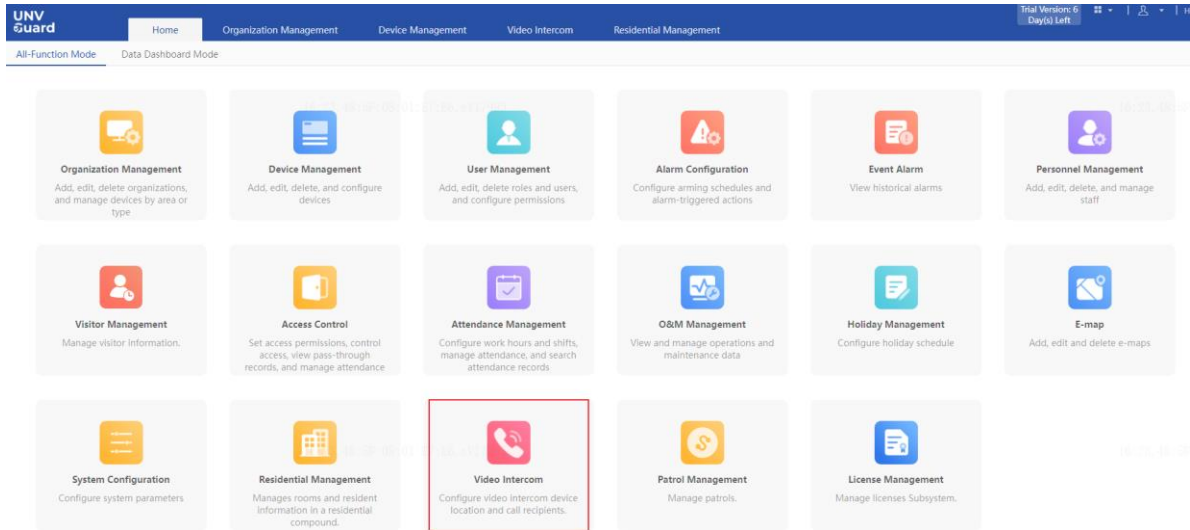 UNV
Guard
Home
Organization Management
Device Management
Video Intercom
Residential Management
Trial Version: 6
Day(s) Left
All-Function Mode
Data Dashboard Mode
Organization Management
Add, edit, delete organizations,
and manage devices by area or
type
Device Management
Add, edit, delete, and configure
devices
User Management
Add, edit, delete roles and users,
and configure permissions
Alarm Configuration
Configure arming schedules and
alarm-triggered actions
Event Alarm
View historical alarms
Personnel Management
Add, edit, delete, and manage
staff
Visitor Management
Manage visitor information.
Access Control
Set access permissions, control
access, view pass-through
records, and manage attendance
Attendance Management
Configure work hours and shifts,
manage attendance, and search
attendance records
O&M Management
View and manage operations and
maintenance data
Holiday Management
Configure holiday schedule
E-map
Add, edit and delete e-maps
System Configuration
Configure system parameters
Residential Management
Manages rooms and resident
information in a residential
compound.
Video Intercom
Configure video intercom device
location and call recipients.
Patrol Management
Manage patrols.
License Management
Manage licenses Subsystem.